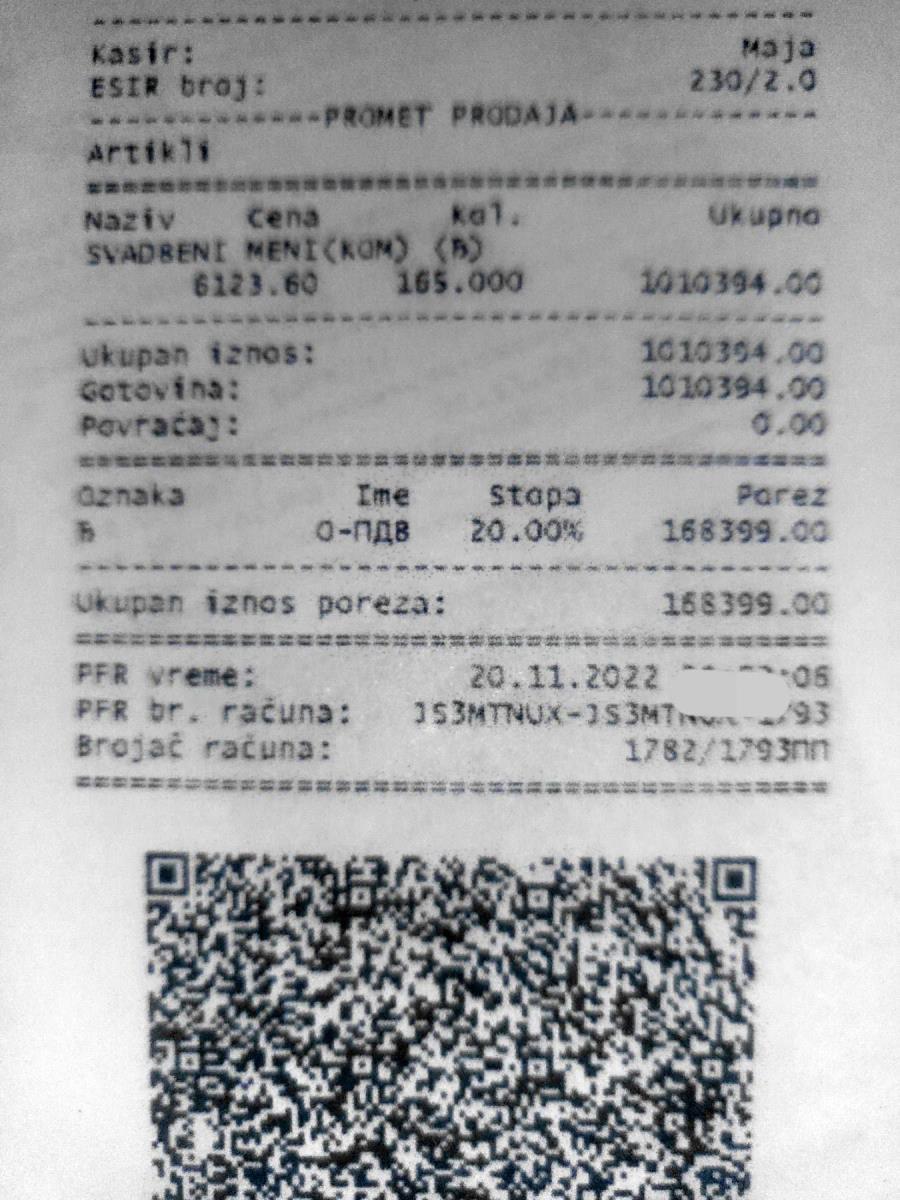 Kasir: Maja
ESIR broj: 230/2.0
-------------PROMET PRODAJA-------------
Artikli
========================================
Naziv Cena Kol. Ukupno
SVADBENI MENI(KOM) (Ђ)
6123.60 165.000 1010394.00
----------------------------------------
Ukupan iznos: 1010394.00
Gotovina: 1010394.00
Povraćaj: 0.00
========================================
Oznaka Ime Stopa Porez
Ђ О-ПДВ 20.00% 168399.00
----------------------------------------
Ukupan iznos poreza: 168399.00
========================================
PFR vreme: 20.11.2022
PFR br. računa:
Brojač računa: 1782/1793ПП
========================================